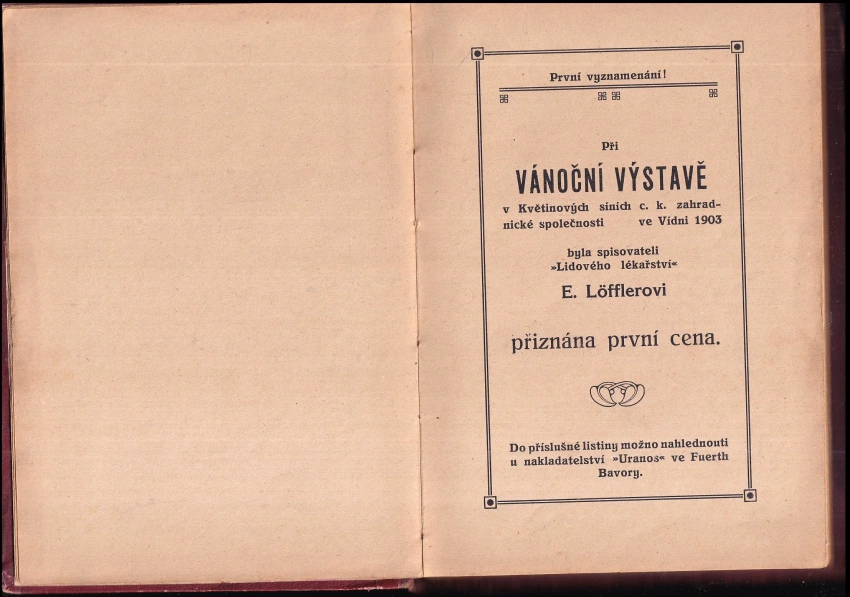 První vyznamenání!
Při
VÁNOČNÍ VÝSTAVĚ
v Květinových síních c. k. zahrad-
nické společnosti ve Vídni 1903
byla spisovateli
»Lidového lékařství«
E. Löfflerovi
přiznána první cena.
Do příslušné listiny možno nahlednouti
u nakladatelství »Uranos« ve Fuerth
Bavory.